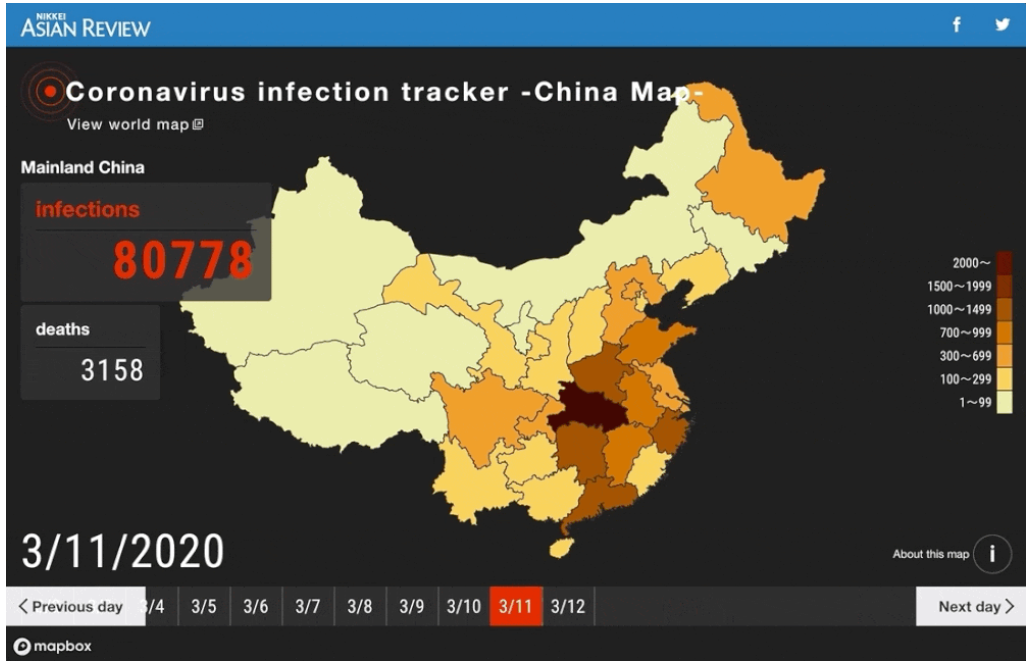 NIKKEI
ASIAN REVIEW
Coronavirus infection tracker -China Map-
View world map
Mainland China
infections
80778
deaths
3158
2000～
1500～1999
1000～1499
700～999
300～699
100～299
1～99
3/11/2020
About this map i
< Previous day /4 3/5 3/6 3/7 3/8 3/9 3/10 3/11 3/12 Next day >
mapbox